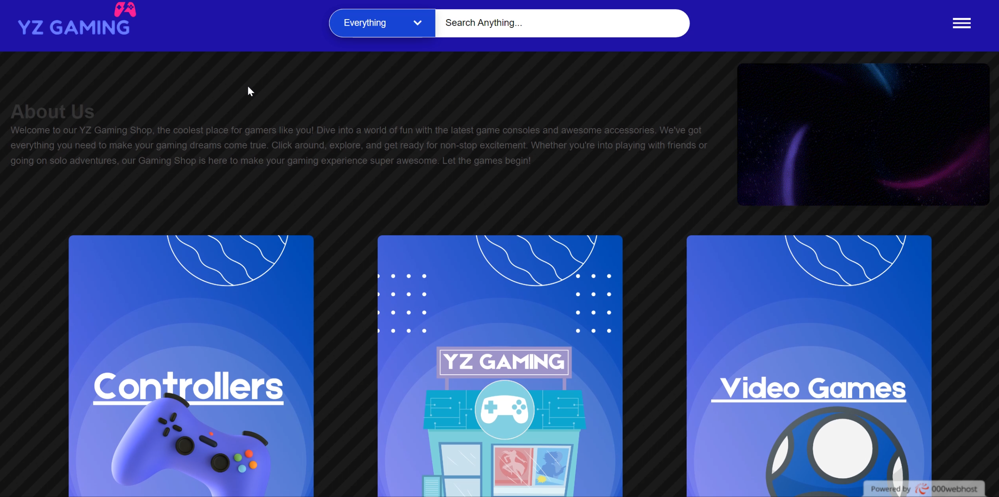 YZ GAMING
Everything
Search Anything...
About Us
Welcome to our YZ Gaming Shop, the coolest place for gamers like you! Dive into a world of fun with the latest game consoles and awesome accessories. We've got
everything you need to make your gaming dreams come true. Click around, explore, and get ready for non-stop excitement. Whether you're into playing with friends or
going on solo adventures, our Gaming Shop is here to make your gaming experience super awesome. Let the games begin!
Controllers
YZ GAMING
Video Games
Powered by 000webhost